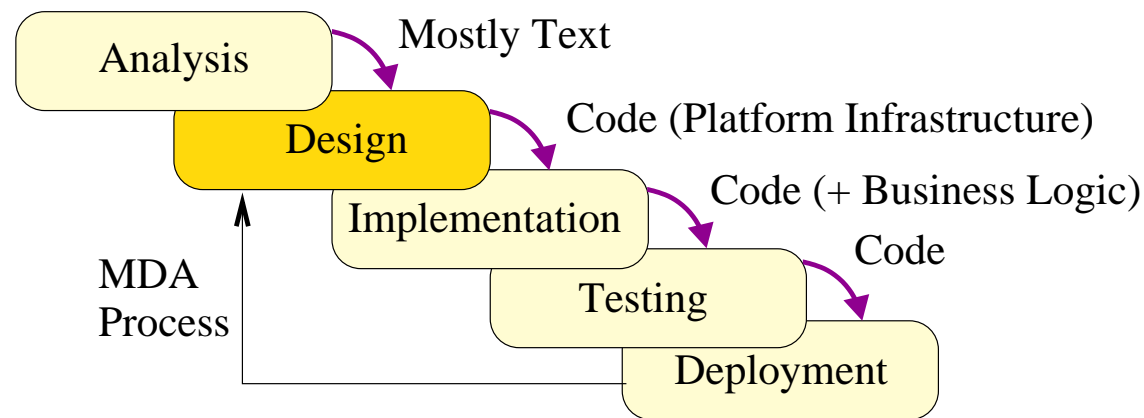 Analysis
Mostly Text
Design
Code (Platform Infrastructure)
Implementation
Code (+ Business Logic)
Testing
Code
Deployment
MDA
Process